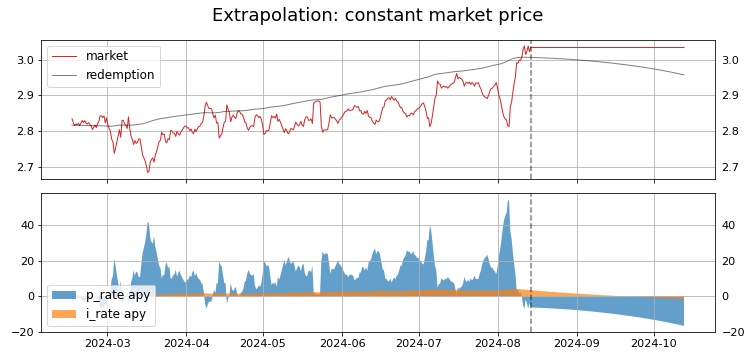 Extrapolation: constant market price
market
redemption
3.0 3.0
2.9 2.9
2.8 2.8
2.7 2.7
40 40
20 20
0 0
−20 −20
p_rate apy
i_rate apy
2024-03 2024-04 2024-05 2024-06 2024-07 2024-08 2024-09 2024-10